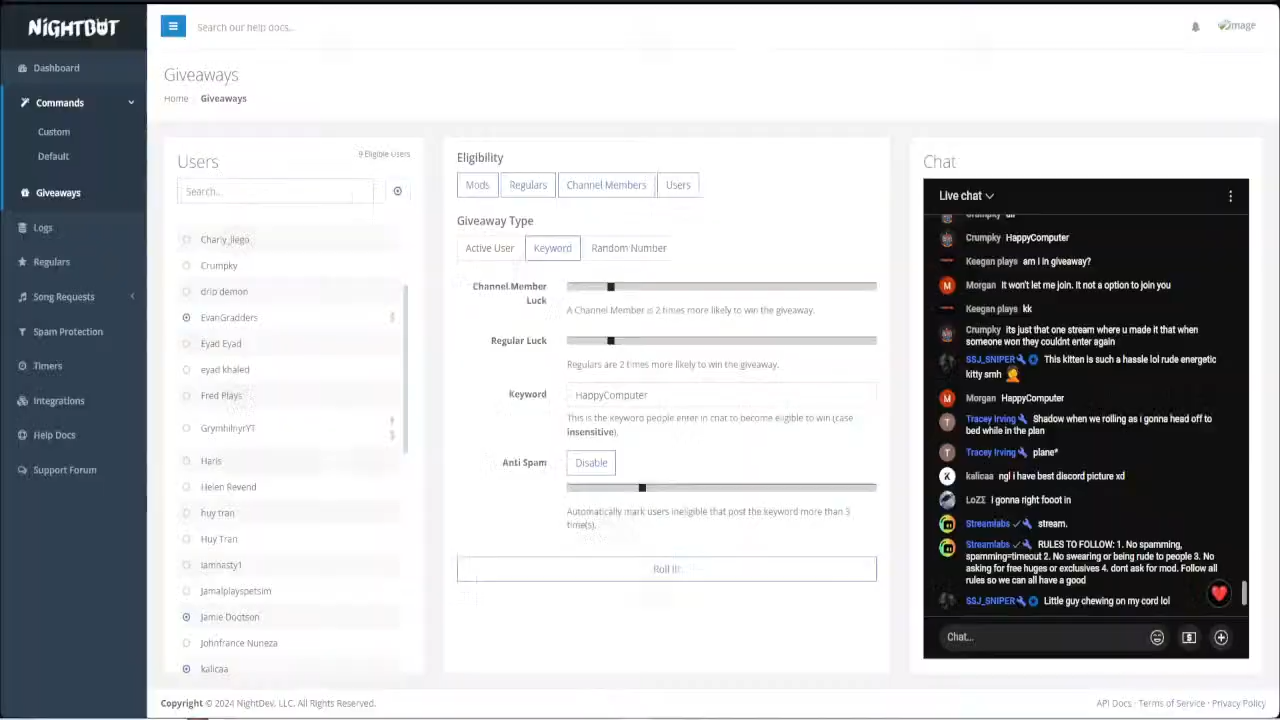 NIGHTBOT
Search our help docs...
Image
Dashboard
Commands
Custom
Default
Giveaways
Logs
Regulars
Song Requests
Spam Protection
Timers
Integrations
Help Docs
Support Forum
Giveaways
Home
Giveaways
Users
9 Eligible Users
Search...
Charly Jiego
Crumpky
drip demon
EvanGradders
Eyad Eyad
eyad khaled
Fred Plays
GrymhilnyrYT
Haris
Helen Revend
huy tran
Huy Tran
Iamnasty1
Jamalplayspetsim
Jamie Dootson
Johnfrance Nuneza
kalicaa
Eligibility
Mods
Regulars
Channel Members
Users
Giveaway Type
Active User
Keyword
Random Number
Channel Member
Luck
A Channel Member is 2 times more likely to win the giveaway.
Regular Luck
Regulars are 2 times more likely to win the giveaway.
Keyword
HappyComputer
This is the keyword people enter in chat to become eligible to win (case
insensitive).
Anti Spam
Disable
Automatically mark users ineligible that post the keyword more than 3
time(s).
Roll it!
Chat
Live chat
Crumpky
Crumpky HappyComputer
Keegan plays am i in giveaway?
Morgan It won't let me join. It not a option to join you
Keegan plays kk
Crumpky its just that one stream where u made it that when
someone won they couldnt enter again
SSJ_SNIPER This kitten is such a hassle lol rude energetic
kitty smh
Morgan HappyComputer
Tracey Irving Shadow when we rolling as i gonna head off to
bed while in the plan
Tracey Irving plane*
kalicaa ngl i have best discord picture xd
LoZΣ i gonna right fooot in
Streamlabs stream.
Streamlabs RULES TO FOLLOW: 1. No spamming,
spamming=timeout 2. No swearing or being rude to people 3. No
asking for free huges or exclusives 4. dont ask for mod. Follow all
rules so we can all have a good
SSJ_SNIPER Little guy chewing on my cord lol
Chat...
Copyright © 2024 NightDev, LLC. All Rights Reserved.
API Docs · Terms of Service · Privacy Policy